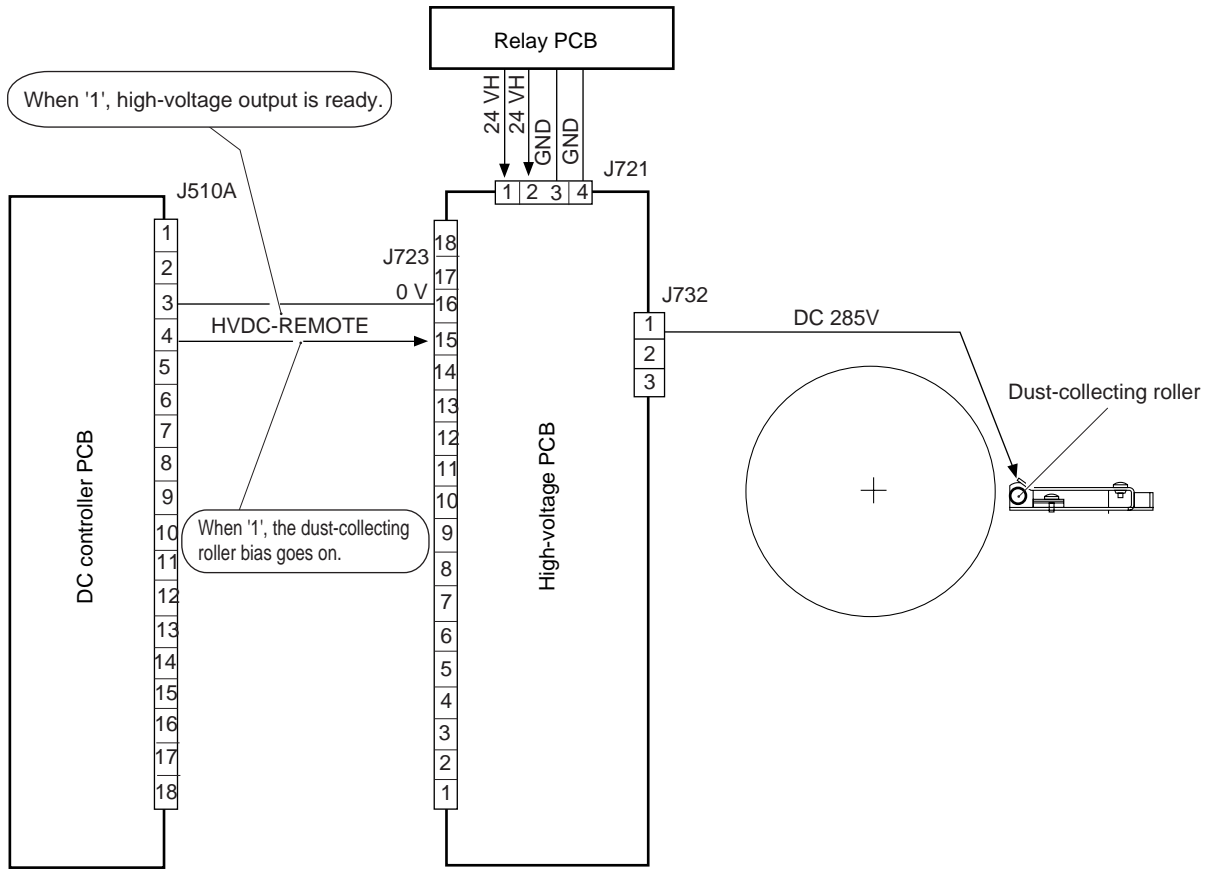 Relay PCB
When '1', high-voltage output is ready.
24 VH
24 VH
GND
GND
J721
1 2 3 4
J510A
J723
0 V
HVDC-REMOTE
J732
DC 285V
Dust-collecting roller
1
2
3
4
5
6
7
8
9
10
11
12
13
14
15
16
17
18
18
17
16
15
14
13
12
11
10
9
8
7
6
5
4
3
2
1
1
2
3
DC controller PCB
High-voltage PCB
When '1', the dust-collecting
roller bias goes on.